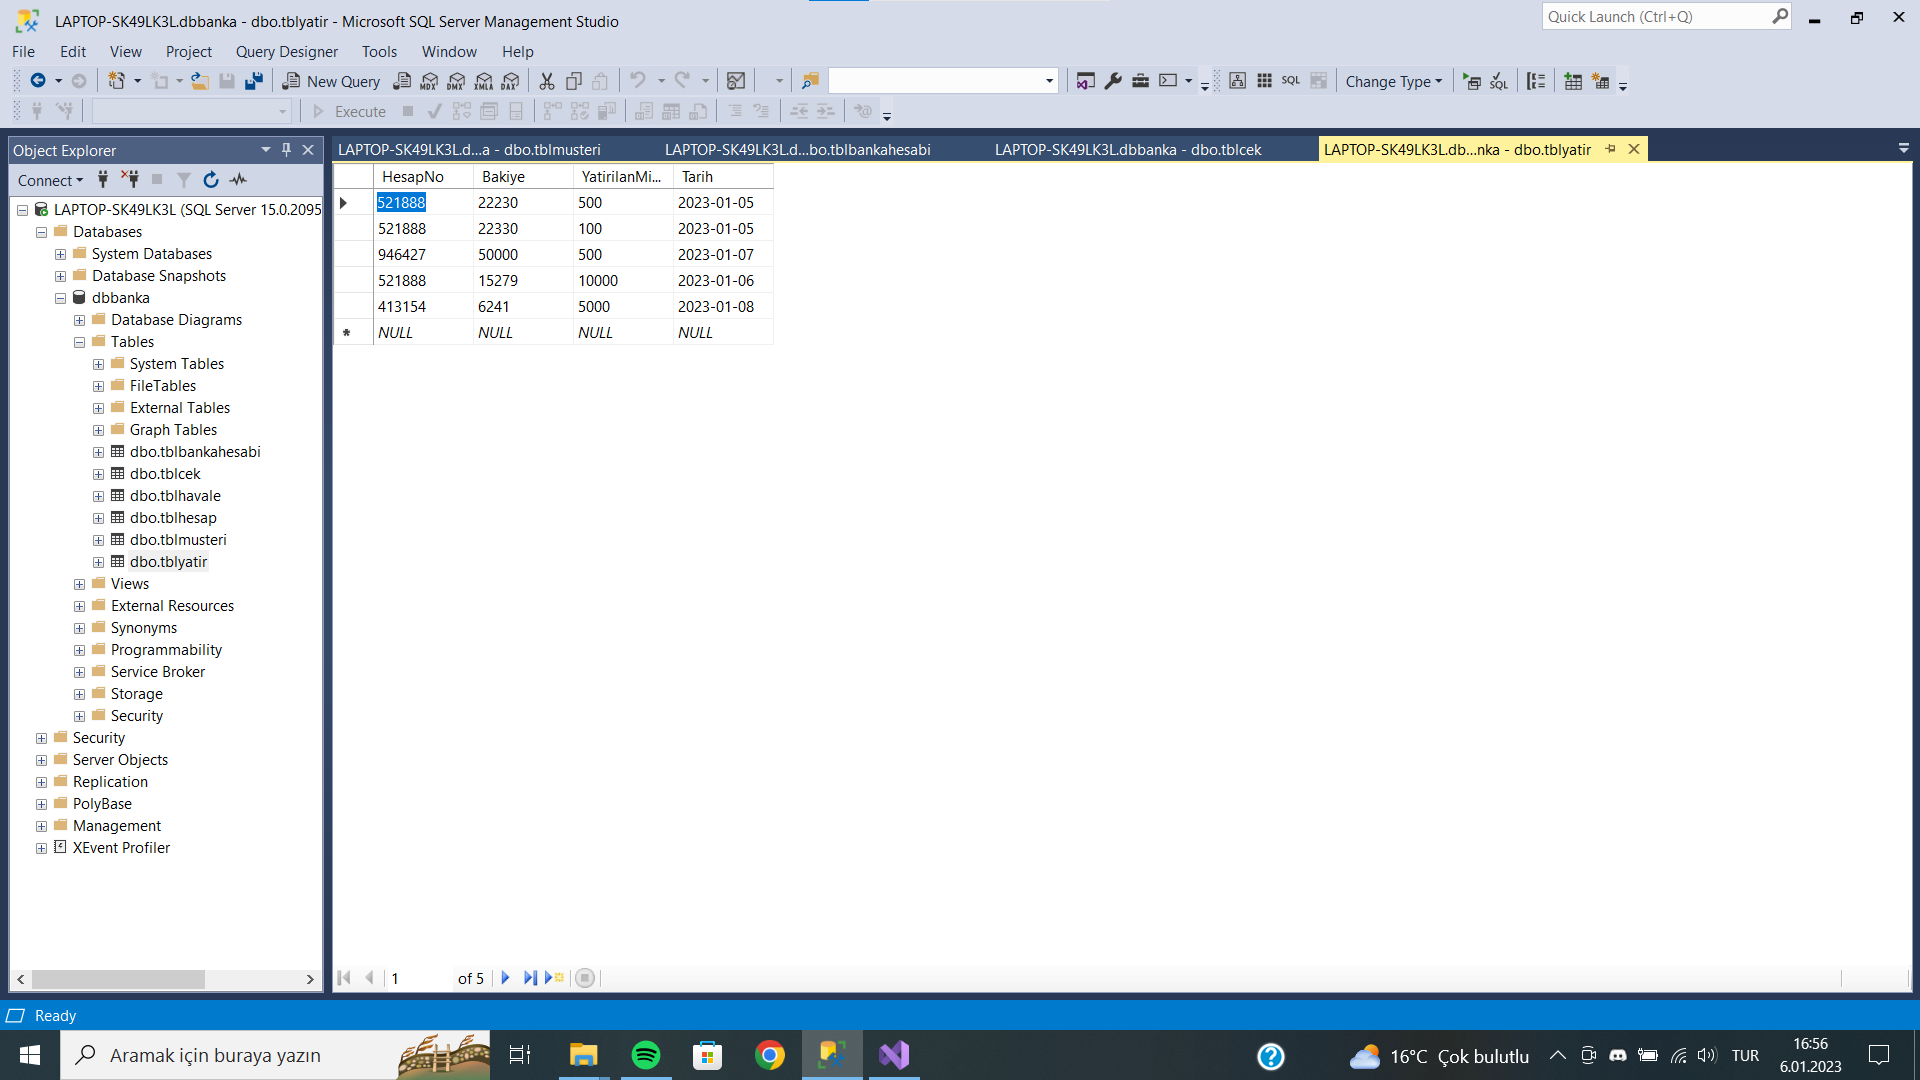 LAPTOP-SK49LK3L.dbbanka - dbo.tblyatir - Microsoft SQL Server Management Studio
Quick Launch (Ctrl+Q)
File Edit View Project Query Designer Tools Window Help
New Query MDX DMX XMLA DAX SQL Change Type SQL
Execute
Object Explorer
LAPTOP-SK49LK3L.d...a - dbo.tblmusteri LAPTOP-SK49LK3L.d...bo.tblbankahesabi LAPTOP-SK49LK3L.dbbanka - dbo.tblcek LAPTOP-SK49LK3L.db...nka - dbo.tblyatir
Connect
LAPTOP-SK49LK3L (SQL Server 15.0.2095
Databases
System Databases
Database Snapshots
dbbanka
Database Diagrams
Tables
System Tables
FileTables
External Tables
Graph Tables
dbo.tblbankahesabi
dbo.tblcek
dbo.tblhavale
dbo.tblhesap
dbo.tblmusteri
dbo.tblyatir
Views
External Resources
Synonyms
Programmability
Service Broker
Storage
Security
Security
Server Objects
Replication
PolyBase
Management
XEvent Profiler
HesapNo Bakiye YatirilanMi... Tarih
521888 22230 500 2023-01-05
521888 22330 100 2023-01-05
946427 50000 500 2023-01-07
521888 15279 10000 2023-01-06
413154 6241 5000 2023-01-08
NULL NULL NULL NULL
1 of 5
Ready
Aramak için buraya yazın
16°C Çok bulutlu
TUR
16:56
6.01.2023